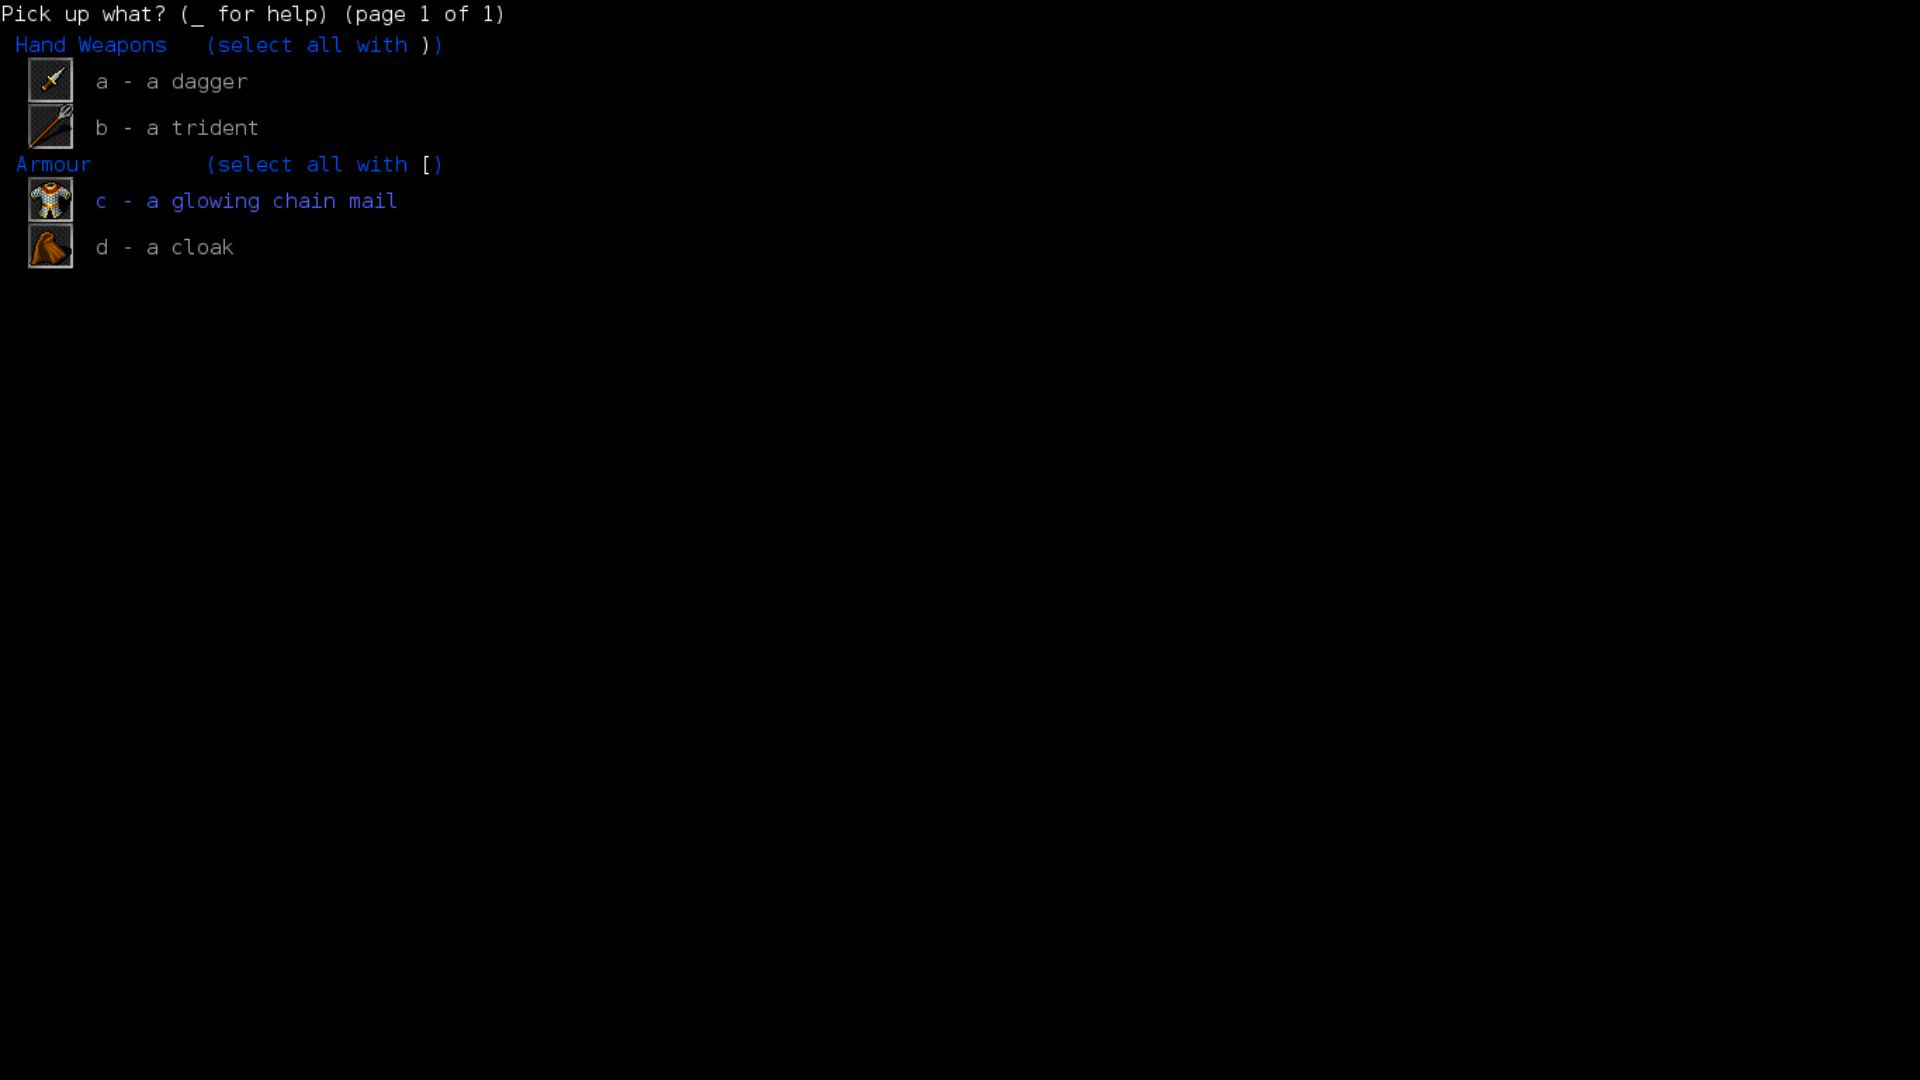 Pick up what? (_ for help) (page 1 of 1)
Hand Weapons (select all with ))
a - a dagger
b - a trident
Armour (select all with [)
c - a glowing chain mail
d - a cloak